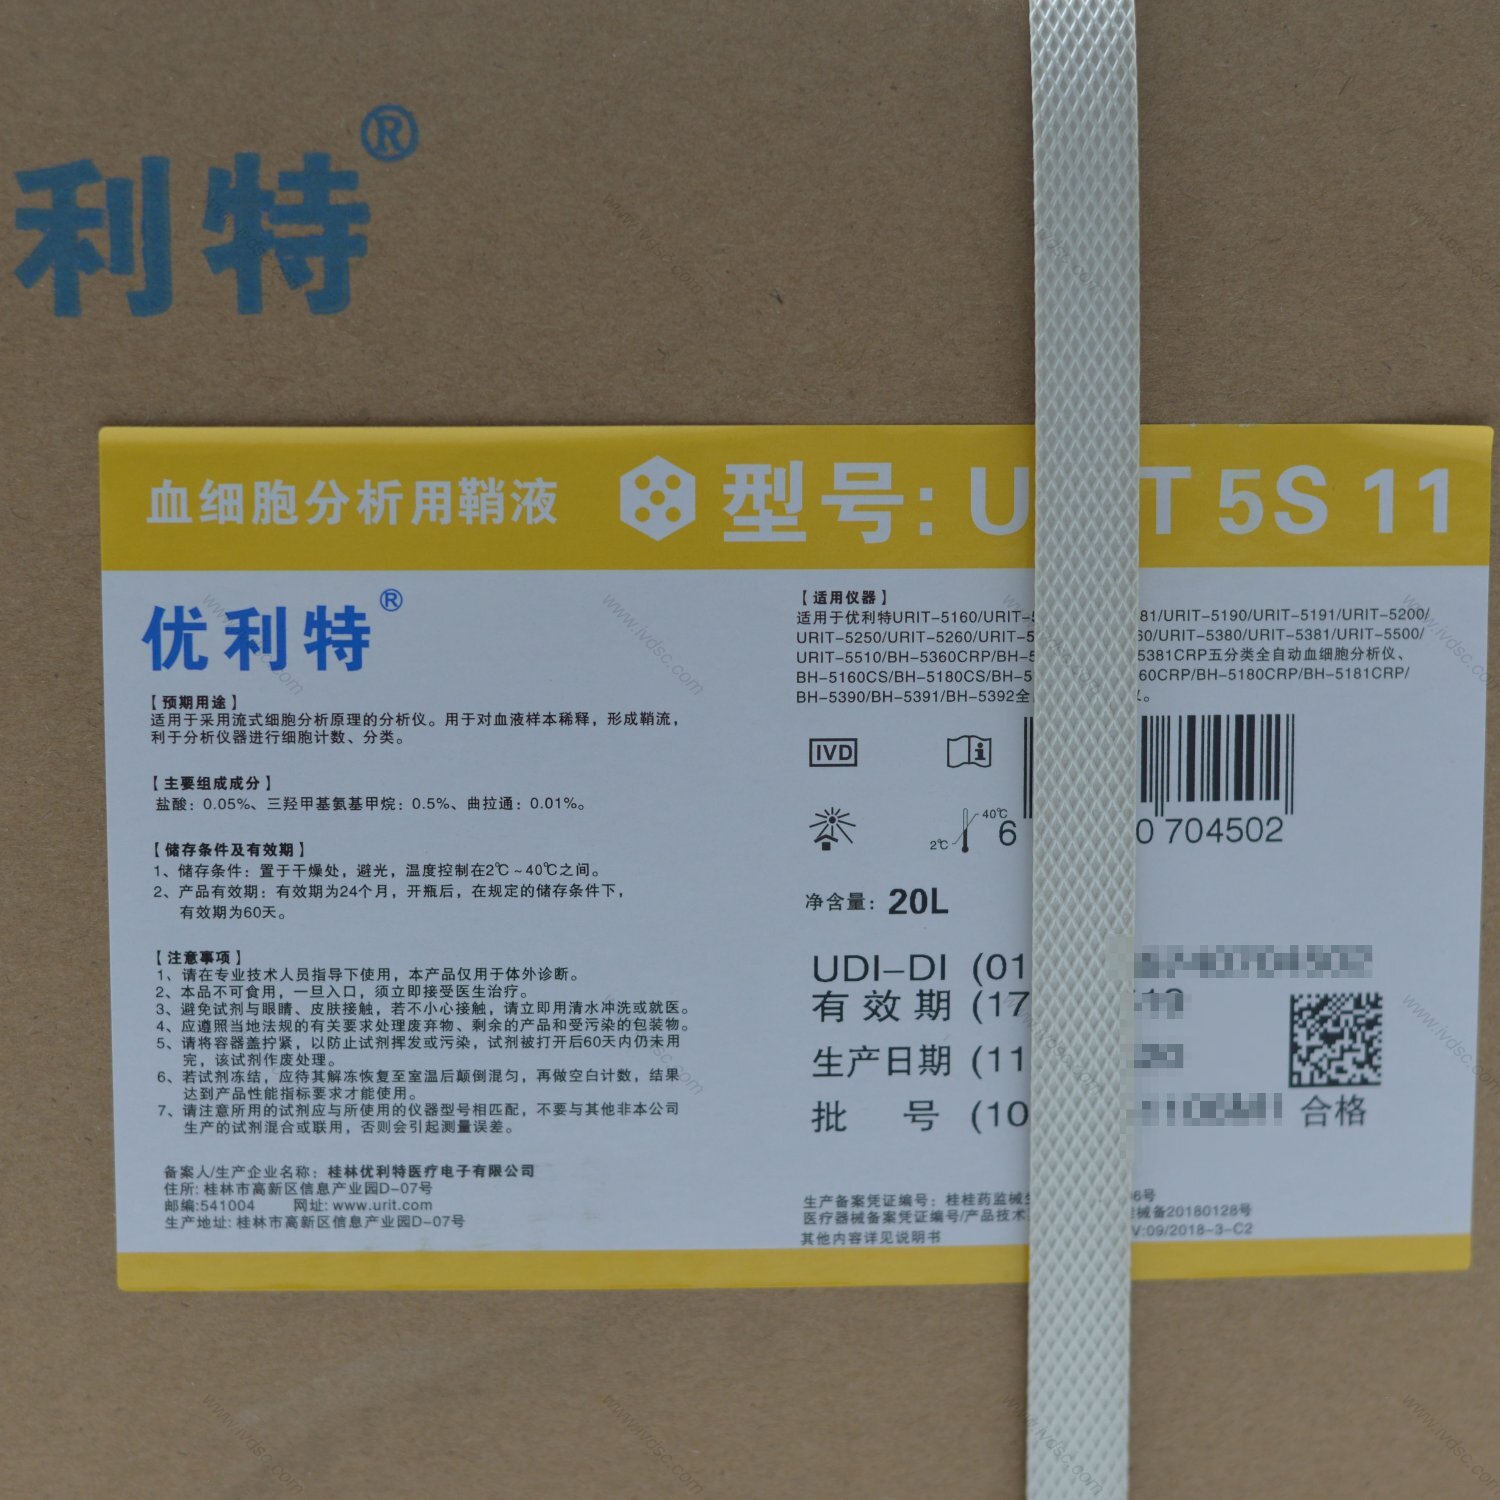 利特®
血细胞分析用鞘液 型号: U T 5S 11
优利特®
【预期用途】
适用于采用流式细胞分析原理的分析仪。用于对血液样本稀释，形成鞘流，
利于分析仪器进行细胞计数、分类。
【主要组成成分】
盐酸：0.05%、三羟甲基氨基甲烷：0.5%、曲拉通：0.01%。
【储存条件及有效期】
1、储存条件：置于干燥处，避光，温度控制在2℃~40℃之间。
2、产品有效期：有效期为24个月，开瓶后，在规定的储存条件下，
有效期为60天。
【注意事项】
1、请在专业技术人员指导下使用，本产品仅用于体外诊断。
2、本品不可食用，一旦入口，须立即接受医生治疗。
3、避免试剂与眼睛、皮肤接触，若不小心接触，请立即用清水冲洗或就医。
4、应遵照当地法规的有关要求处理废弃物、剩余的产品和受污染的包装物。
5、请将容器盖拧紧，以防止试剂挥发或污染，试剂被打开后60天内仍未用
完，该试剂作废处理。
6、若试剂冻结，应待其解冻恢复至室温后颠倒混匀，再做空白计数，结果
达到产品性能指标要求才能使用。
7、请注意所用的试剂应与所使用的仪器型号相匹配，不要与其他非本公司
生产的试剂混合或联用，否则会引起测量误差。
备案人/生产企业名称：桂林优利特医疗电子有限公司
住所：桂林市高新区信息产业园D-07号
邮编:541004 网址: www.urit.com
生产地址: 桂林市高新区信息产业园D-07号
【适用仪器】
适用于优利特URIT-5160/URIT-5 81/URIT-5190/URIT-5191/URIT-5200/
URIT-5250/URIT-5260/URIT-5 60/URIT-5380/URIT-5381/URIT-5500/
URIT-5510/BH-5360CRP/BH-5 5381CRP五分类全自动血细胞分析仪、
BH-5160CS/BH-5180CS/BH-5 60CRP/BH-5180CRP/BH-5181CRP/
BH-5390/BH-5391/BH-5392全 。
IVD
40℃
2℃
6 0 704502
净含量：20L
UDI-DI (01
有效期 (17
生产日期 (11
批 号 (10
合格
生产备案凭证编号：桂桂药监械 6号
医疗器械备案凭证编号/产品技术 械备20180128号
其他内容详见说明书 V:09/2018-3-C2
www.ivdsc.com